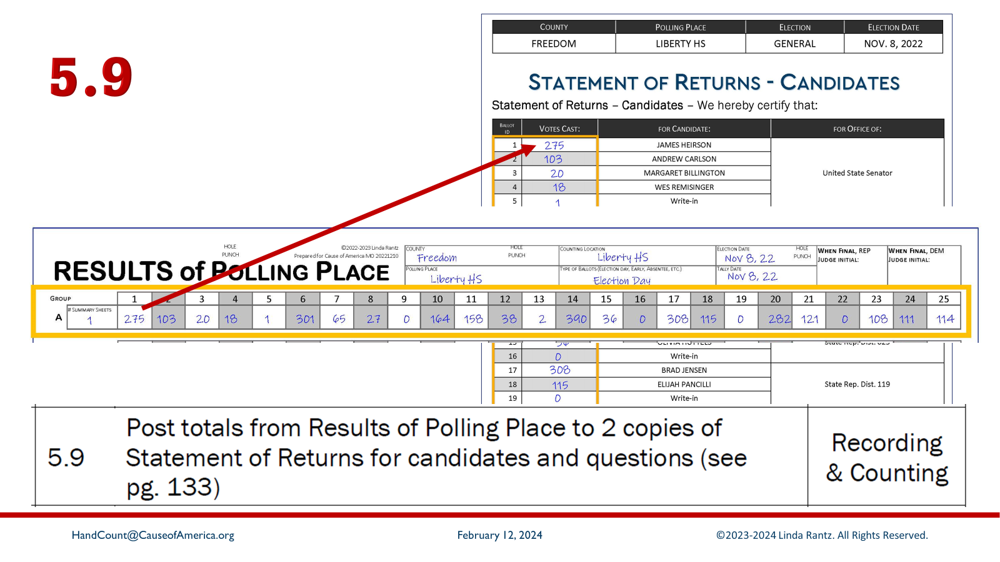 5.9
COUNTY POLLING PLACE ELECTION ELECTION DATE
FREEDOM LIBERTY HS GENERAL NOV. 8, 2022
STATEMENT OF RETURNS - CANDIDATES
Statement of Returns – Candidates – We hereby certify that:
BALLOT ID VOTES CAST: FOR CANDIDATE: FOR OFFICE OF:
1 275 JAMES HEIRSON
2 103 ANDREW CARLSON
3 20 MARGARET BILLINGTON United State Senator
4 18 WES REMISINGER
5 1 Write-in
HOLE PUNCH
©2022-2023 Linda Rantz
Prepared for Cause of America MO 20221210
RESULTS of POLLING PLACE
COUNTY Freedom
HOLE PUNCH
COUNTING LOCATION Liberty HS
ELECTION DATE Nov 8, 22
HOLE PUNCH
WHEN FINAL, REP JUDGE INITIAL:
WHEN FINAL, DEM JUDGE INITIAL:
POLLING PLACE Liberty HS
TYPE OF BALLOTS (ELECTION DAY, EARLY, ABSENTEE, ETC.) Election Day
TALLY DATE Nov 8, 22
GROUP 1 2 3 4 5 6 7 8 9 10 11 12 13 14 15 16 17 18 19 20 21 22 23 24 25
A # SUMMARY SHEETS 1 275 103 20 18 1 301 65 27 0 164 158 38 2 390 36 0 308 115 0 282 121 0 108 111 114
16 0 Write-in
17 308 BRAD JENSEN
18 115 ELIJAH PANCILLI State Rep. Dist. 119
19 0 Write-in
5.9
Post totals from Results of Polling Place to 2 copies of
Statement of Returns for candidates and questions (see
pg. 133)
Recording
& Counting
HandCount@CauseofAmerica.org
February 12, 2024
©2023-2024 Linda Rantz. All Rights Reserved.